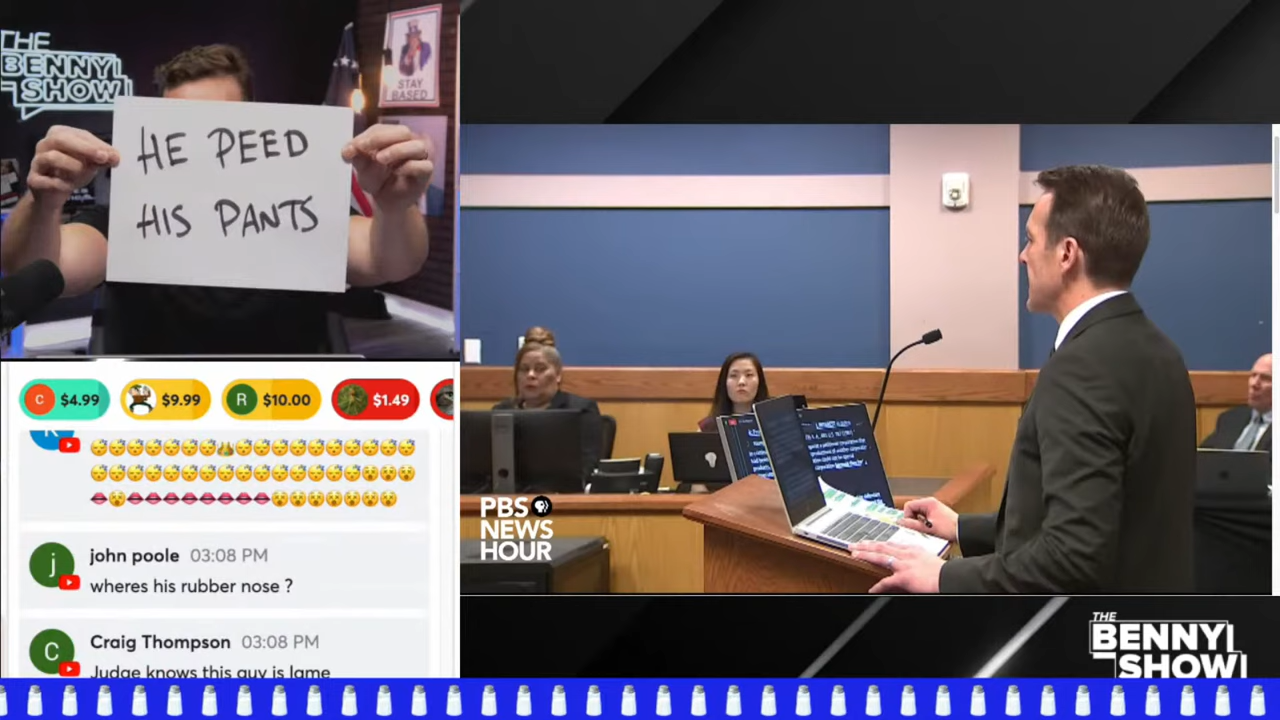 THE
BENNY
SHOW
STAY
BASED
HE PEED
HIS PANTS
C $4.99
$9.99
R $10.00
$1.49
john poole 03:08 PM
j
wheres his rubber nose ?
Craig Thompson 03:08 PM
C
Judge knows this guy is lame
PBS
NEWS
HOUR
THE
BENNY
SHOW